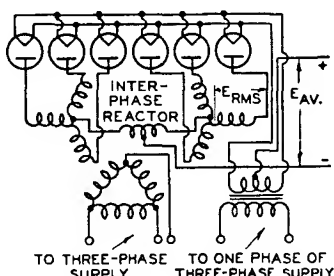 INTER-
PHASE
REACTOR
E RMS
E AV.
+
-
TO THREE-PHASE
SUPPLY
TO ONE PHASE OF
THREE-PHASE SUPPLY